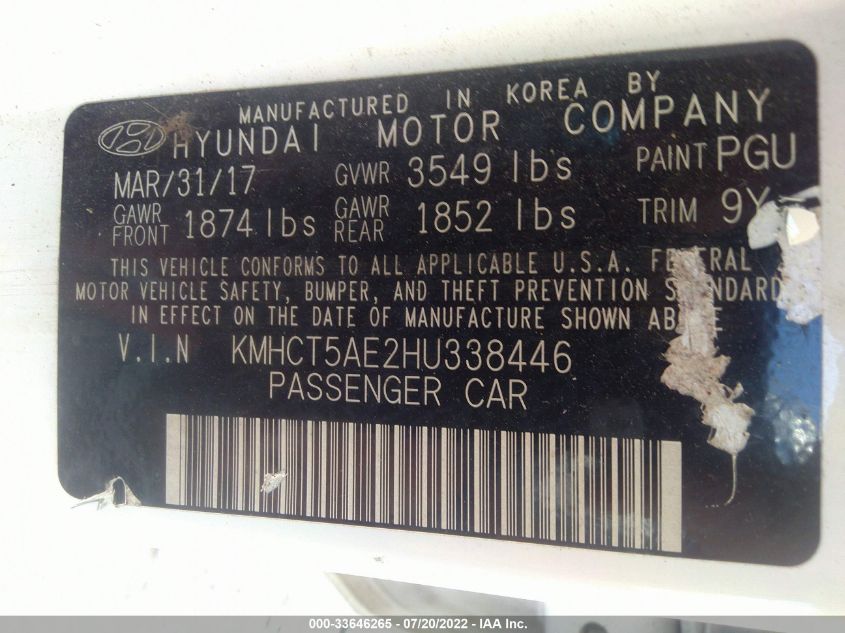 MANUFACTURED IN KOREA BY
HYUNDAI MOTOR COMPANY
MAR/31/17 GVWR 3549 lbs PAINT PGU
GAWR FRONT 1874 lbs GAWR REAR 1852 lbs TRIM 9Y
THIS VEHICLE CONFORMS TO ALL APPLICABLE U.S.A. FEDERAL
MOTOR VEHICLE SAFETY, BUMPER, AND THEFT PREVENTION STANDARDS
IN EFFECT ON THE DATE OF MANUFACTURE SHOWN ABOVE
V.I.N KMHCT5AE2HU338446
PASSENGER CAR
000-33646265 - 07/20/2022 - IAA Inc.